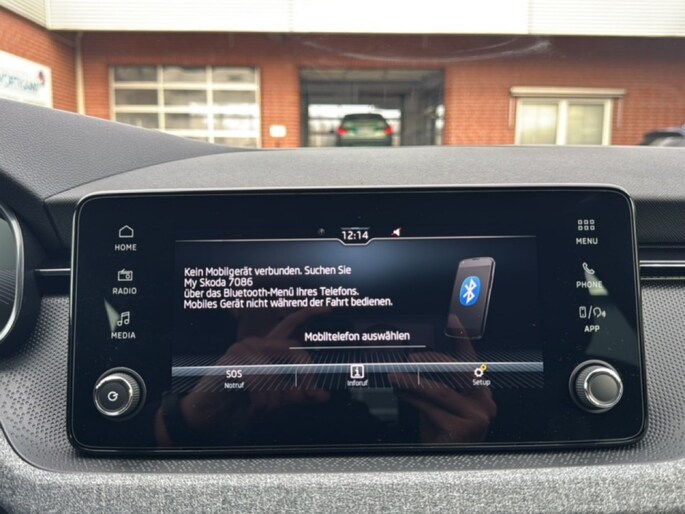 12:14
HOME
RADIO
MEDIA
Kein Mobilgerät verbunden. Suchen Sie
My Skoda 7086
über das Bluetooth-Menü Ihres Telefons.
Mobiles Gerät nicht während der Fahrt bedienen.
Mobiltelefon auswählen
SOS
Notruf
Inforuf
Setup
MENU
PHONE
APP